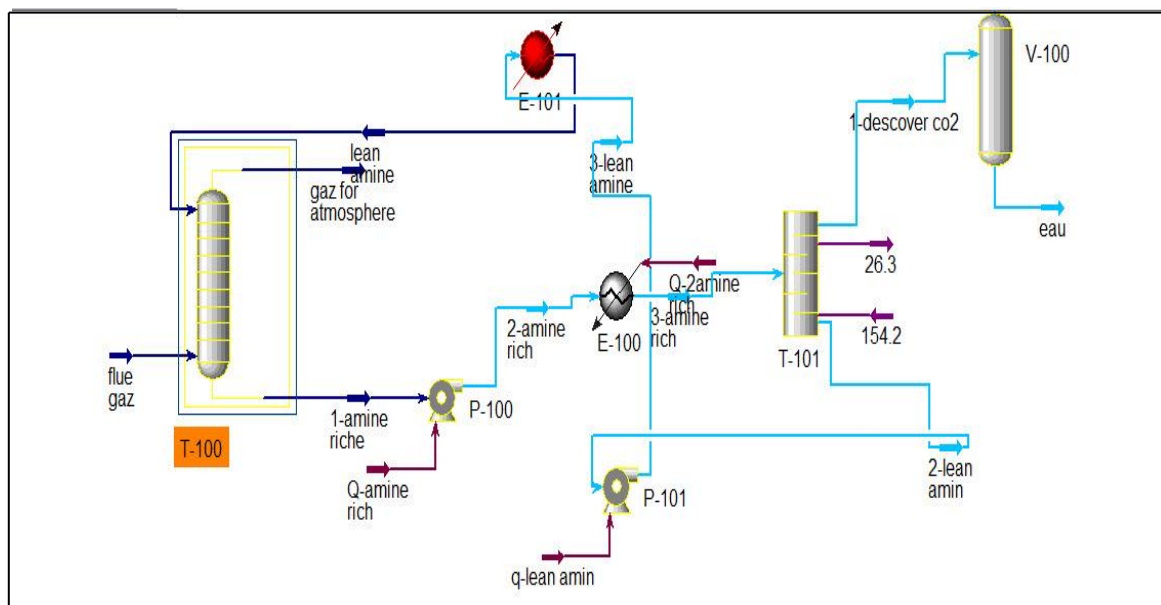 V-100
1-descover co2
E-101
lean
amine
3-lean
amine
gaz for
atmosphere
eau
26.3
Q-2amine
rich
2-amine
rich
3-amine
rich
E-100
154.2
T-101
flue
gaz
1-amine
riche
P-100
T-100
2-lean
amin
Q-amine
rich
P-101
q-lean amin